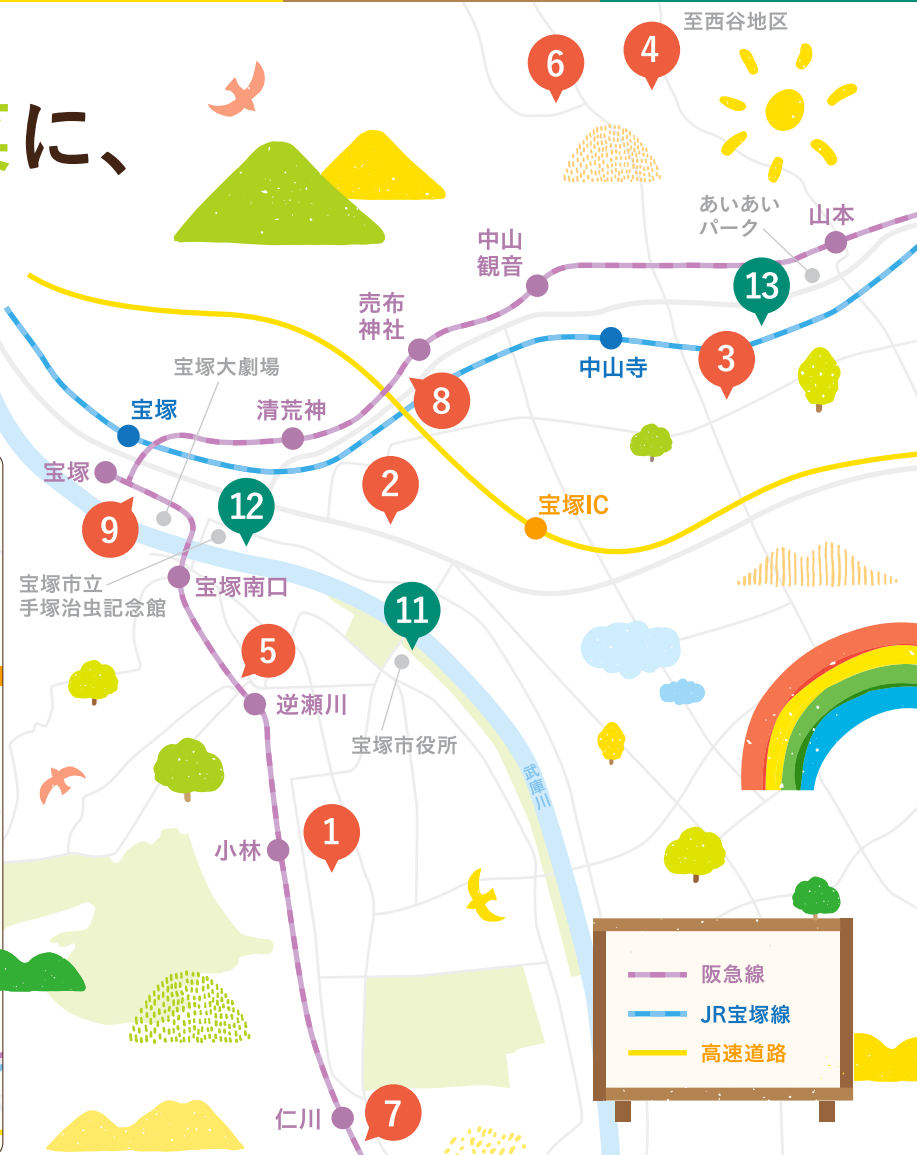 に、
至西谷地区
6
4
あいあい
パーク
山本
中山
観音
13
売布
神社
宝塚大劇場
中山寺
3
宝塚
清荒神
8
宝塚
2
12
宝塚IC
9
宝塚市立
手塚治虫記念館
宝塚南口
11
5
逆瀬川
宝塚市役所
武庫川
小林
1
阪急線
JR宝塚線
高速道路
仁川
7